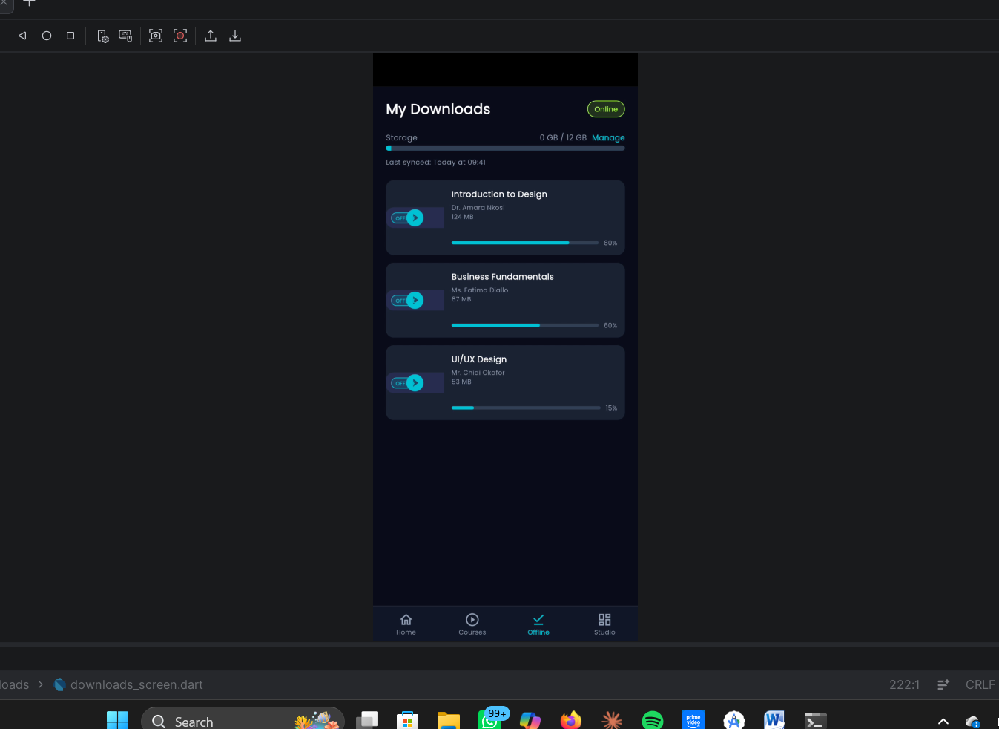 My Downloads
Online
Storage
0 GB / 12 GB Manage
Last synced: Today at 09:41
Introduction to Design
Dr. Amara Nkosi
124 MB
OFF
80%
Business Fundamentals
Ms. Fatima Diallo
87 MB
OFF
60%
UI/UX Design
Mr. Chidi Okafor
53 MB
OFF
15%
Home
Courses
Offline
Studio
loads > downloads_screen.dart
222:1
CRLF
Search
99+
prime video